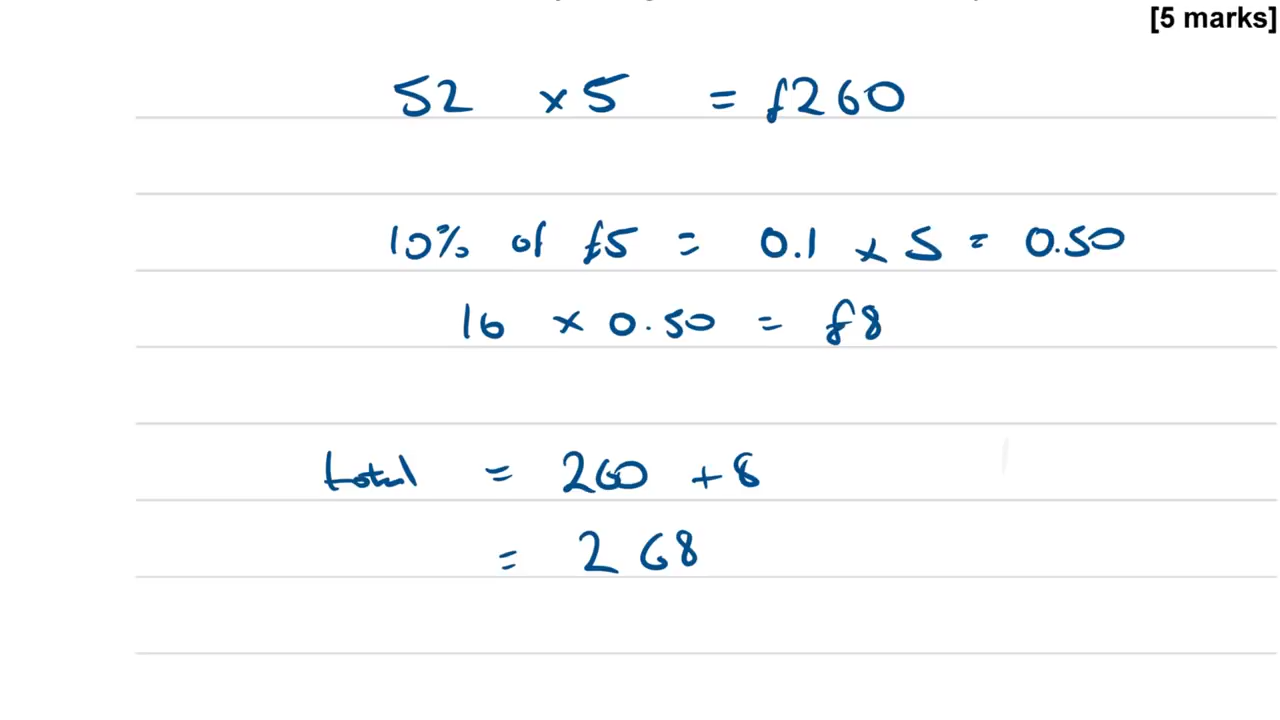 [5 marks]
52 × 5 = £260
10% of £5 = 0.1 × 5 = 0.50
16 × 0.50 = £8
total = 260 + 8
= 268